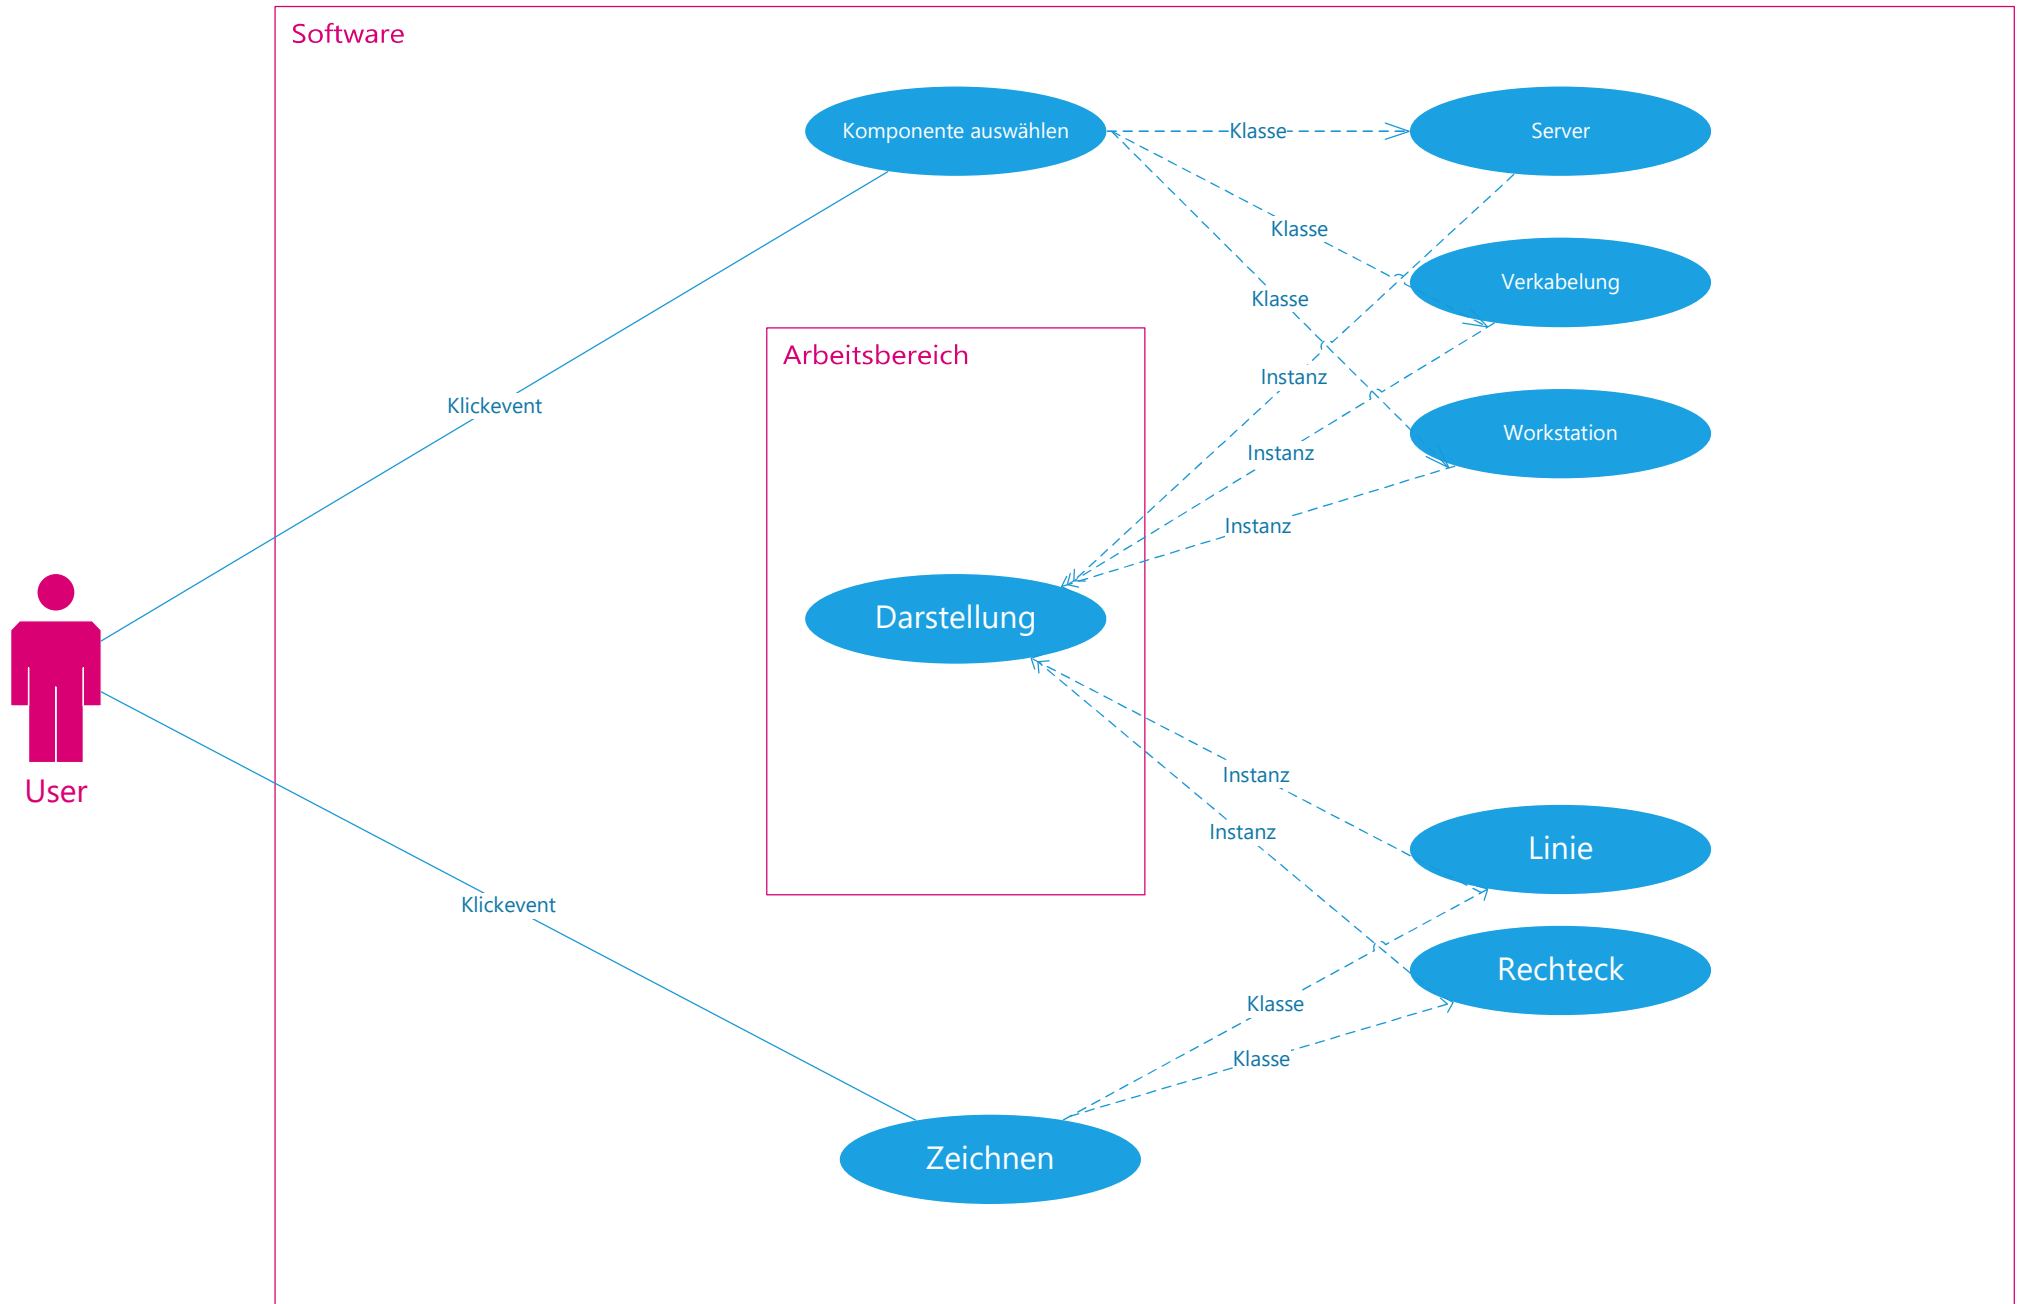 Software
Komponente auswählen
Klasse
Server
Klasse
Verkabelung
Klasse
Arbeitsbereich
Instanz
Klickevent
Workstation
Instanz
Instanz
Darstellung
User
Instanz
Instanz
Linie
Klickevent
Rechteck
Klasse
Klasse
Zeichnen